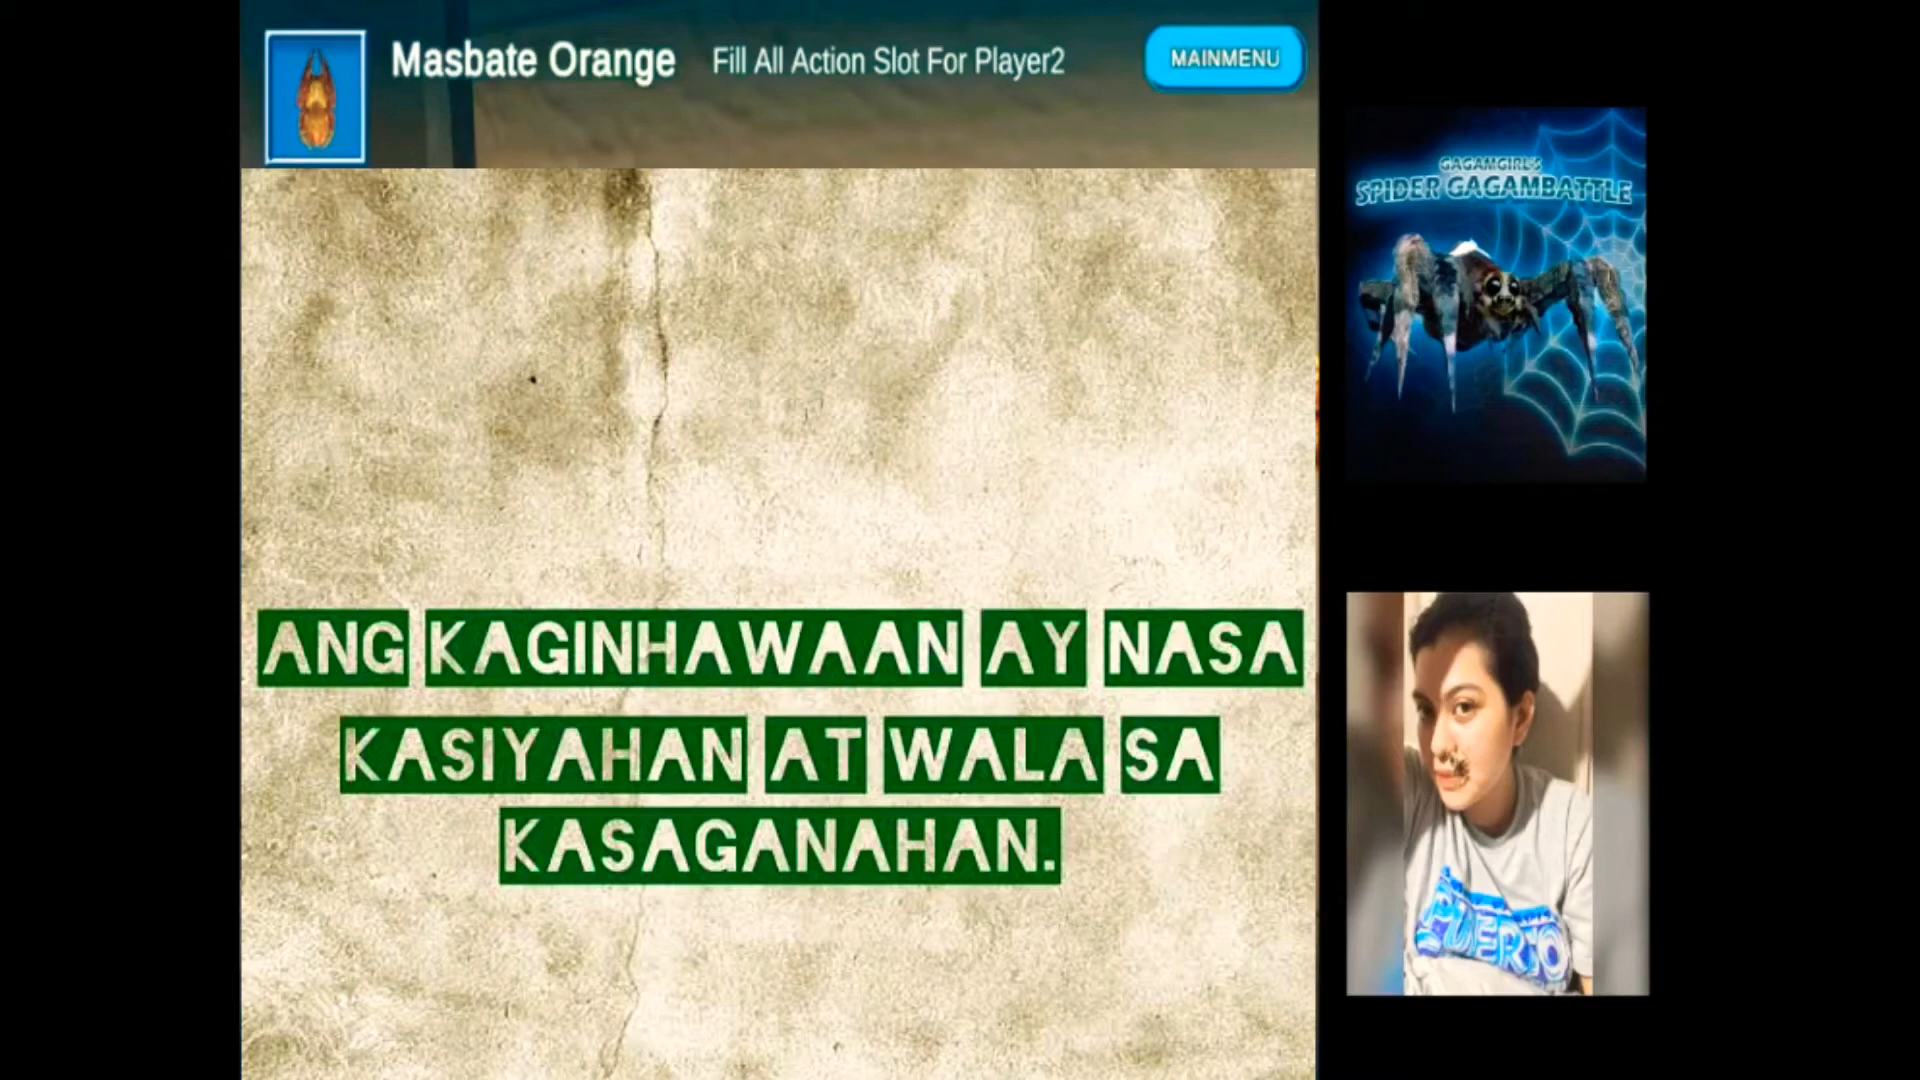 Masbate Orange
Fill All Action Slot For Player2
MAINMENU
GAGAMGIRL'S
SPIDER GAGAMBATTLE
ANG KAGINHAWAAN AY NASA
KASIYAHAN AT WALA SA
KASAGANAHAN.